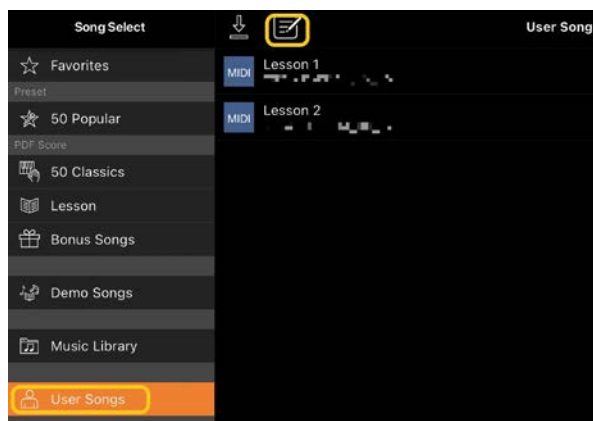 Song Select
Favorites
Preset
50 Popular
PDF Score
50 Classics
Lesson
Bonus Songs
Demo Songs
Music Library
User Songs
User Song
MIDI
Lesson 1
MIDI
Lesson 2